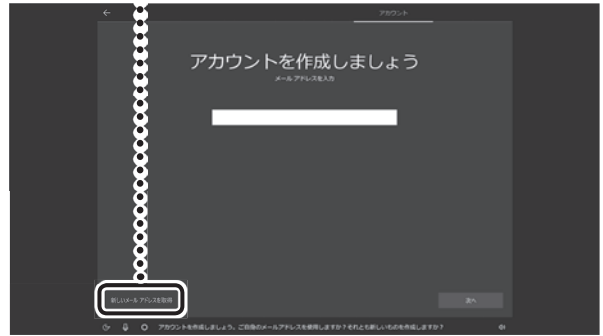 アカウント
アカウントを作成しましょう
メール アドレスを入力
新しいメール アドレスを取得
次へ
アカウントを作成しましょう。ご自身のメールアドレスを使用しますか？それとも新しいものを作成しますか？